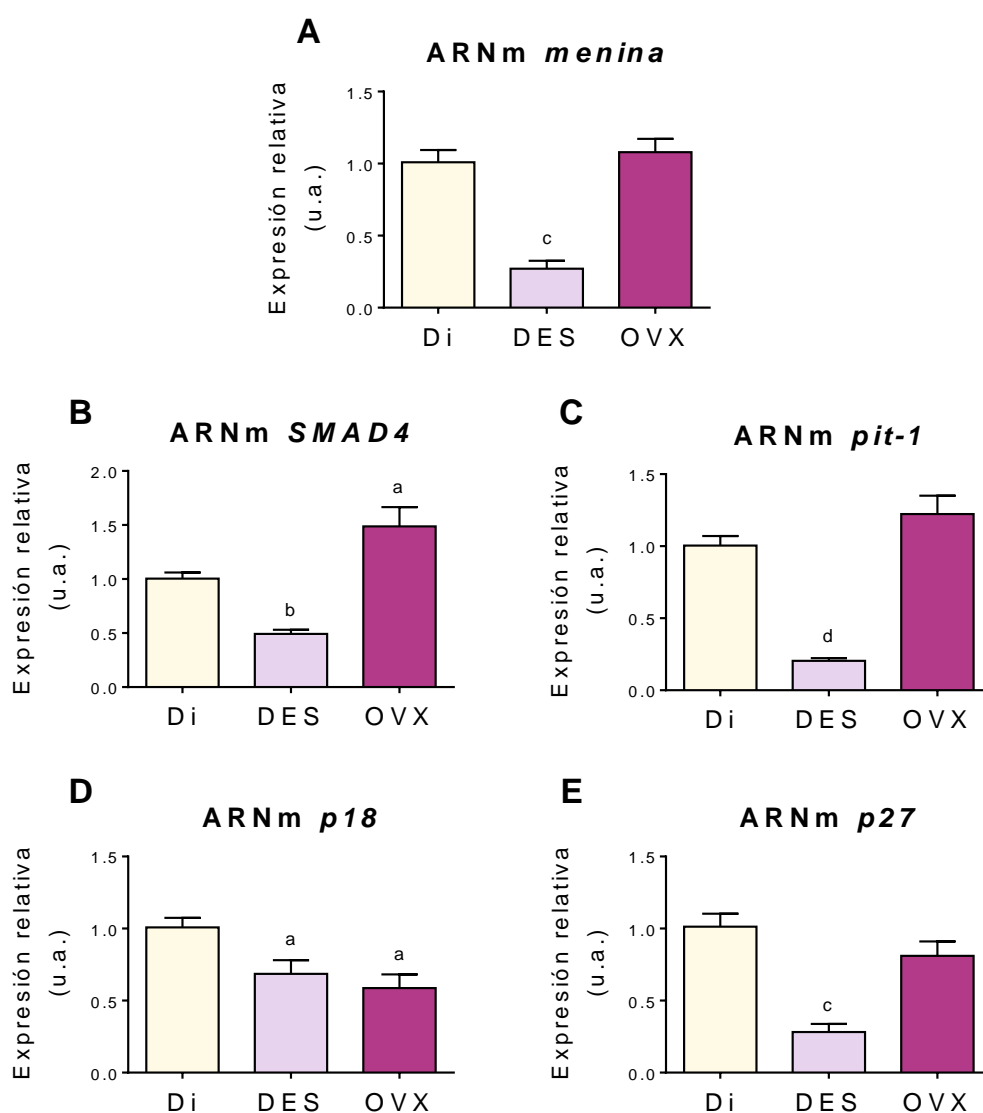 A
ARNm menina
Expresión relativa
(u.a.)
1.5
1.0
0.5
0.0
c
Di DES OVX
B
ARNm SMAD4
Expresión relativa
(u.a.)
2.0
1.5
1.0
0.5
0.0
b
a
Di DES OVX
C
ARNm pit-1
Expresión relativa
(u.a.)
1.5
1.0
0.5
0.0
d
Di DES OVX
D
ARNm p18
Expresión relativa
(u.a.)
1.5
1.0
0.5
0.0
a
a
Di DES OVX
E
ARNm p27
Expresión relativa
(u.a.)
1.5
1.0
0.5
0.0
c
Di DES OVX